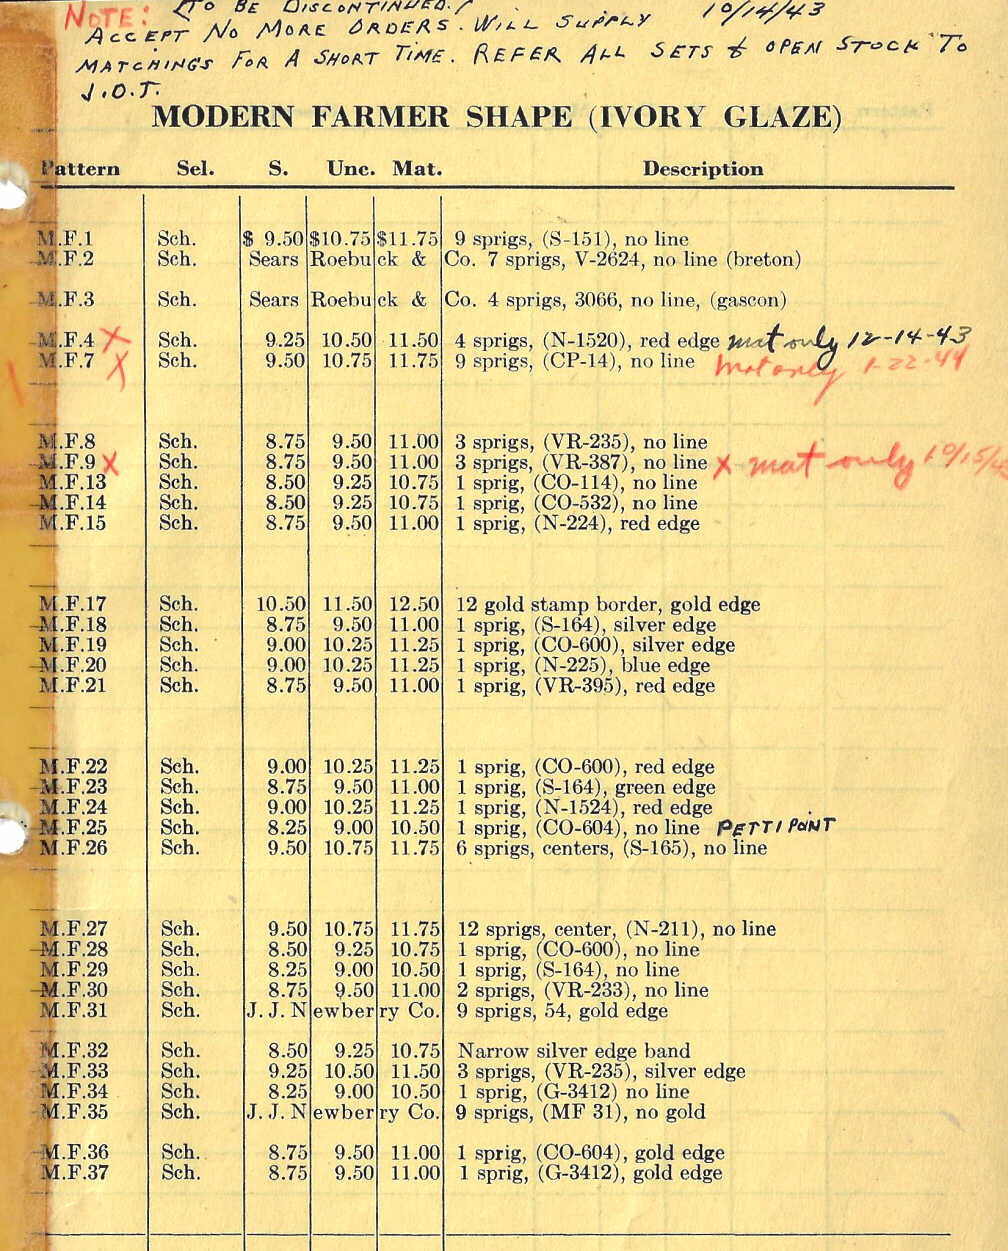 NOTE: (TO BE DISCONTINUED.) 10/14/43
ACCEPT NO MORE ORDERS. WILL SUPPLY
MATCHINGS FOR A SHORT TIME. REFER ALL SETS & OPEN STOCK TO
J.O.T.
MODERN FARMER SHAPE (IVORY GLAZE)
Pattern Sel. S. Unc. Mat. Description
M.F.1 Sch. $ 9.50 $10.75 $11.75 9 sprigs, (S-151), no line
M.F.2 Sch. Sears Roebuck & Co. 7 sprigs, V-2624, no line (breton)
M.F.3 Sch. Sears Roebuck & Co. 4 sprigs, 3066, no line, (gascon)
M.F.4 X Sch. 9.25 10.50 11.50 4 sprigs, (N-1520), red edge mat only 12-14-43
M.F.7 X Sch. 9.50 10.75 11.75 9 sprigs, (CP-14), no line Mat only 1-22-44
M.F.8 Sch. 8.75 9.50 11.00 3 sprigs, (VR-235), no line
M.F.9 X Sch. 8.75 9.50 11.00 3 sprigs, (VR-387), no line X mat only
M.F.13 Sch. 8.50 9.25 10.75 1 sprig, (CO-114), no line
M.F.14 Sch. 8.50 9.25 10.75 1 sprig, (CO-532), no line
M.F.15 Sch. 8.75 9.50 11.00 1 sprig, (N-224), red edge
M.F.17 Sch. 10.50 11.50 12.50 12 gold stamp border, gold edge
M.F.18 Sch. 8.75 9.50 11.00 1 sprig, (S-164), silver edge
M.F.19 Sch. 9.00 10.25 11.25 1 sprig, (CO-600), silver edge
M.F.20 Sch. 9.00 10.25 11.25 1 sprig, (N-225), blue edge
M.F.21 Sch. 8.75 9.50 11.00 1 sprig, (VR-395), red edge
M.F.22 Sch. 9.00 10.25 11.25 1 sprig, (CO-600), red edge
M.F.23 Sch. 8.75 9.50 11.00 1 sprig, (S-164), green edge
M.F.24 Sch. 9.00 10.25 11.25 1 sprig, (N-1524), red edge
M.F.25 Sch. 8.25 9.00 10.50 1 sprig, (CO-604), no line PETTIPOINT
M.F.26 Sch. 9.50 10.75 11.75 6 sprigs, centers, (S-165), no line
M.F.27 Sch. 9.50 10.75 11.75 12 sprigs, center, (N-211), no line
M.F.28 Sch. 8.50 9.25 10.75 1 sprig, (CO-600), no line
M.F.29 Sch. 8.25 9.00 10.50 1 sprig, (S-164), no line
M.F.30 Sch. 8.75 9.50 11.00 2 sprigs, (VR-233), no line
M.F.31 Sch. J. J. Newberry Co. 9 sprigs, 54, gold edge
M.F.32 Sch. 8.50 9.25 10.75 Narrow silver edge band
M.F.33 Sch. 9.25 10.50 11.50 3 sprigs, (VR-235), silver edge
M.F.34 Sch. 8.25 9.00 10.50 1 sprig, (G-3412) no line
M.F.35 Sch. J. J. Newberry Co. 9 sprigs, (MF 31), no gold
M.F.36 Sch. 8.75 9.50 11.00 1 sprig, (CO-604), gold edge
M.F.37 Sch. 8.75 9.50 11.00 1 sprig, (G-3412), gold edge